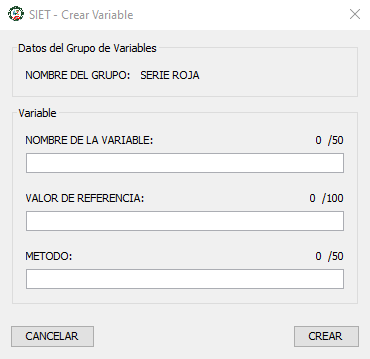 SIET - Crear Variable
Datos del Grupo de Variables
NOMBRE DEL GRUPO: SERIE ROJA
Variable
NOMBRE DE LA VARIABLE: 0 /50
VALOR DE REFERENCIA: 0 /100
METODO: 0 /50
CANCELAR CREAR